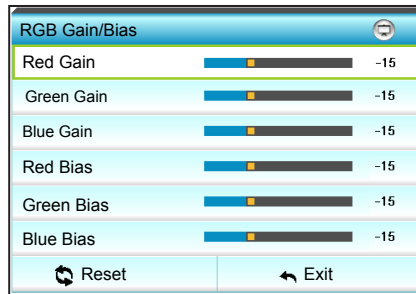 RGB Gain/Bias
Red Gain -15
Green Gain -15
Blue Gain -15
Red Bias -15
Green Bias -15
Blue Bias -15
Reset Exit